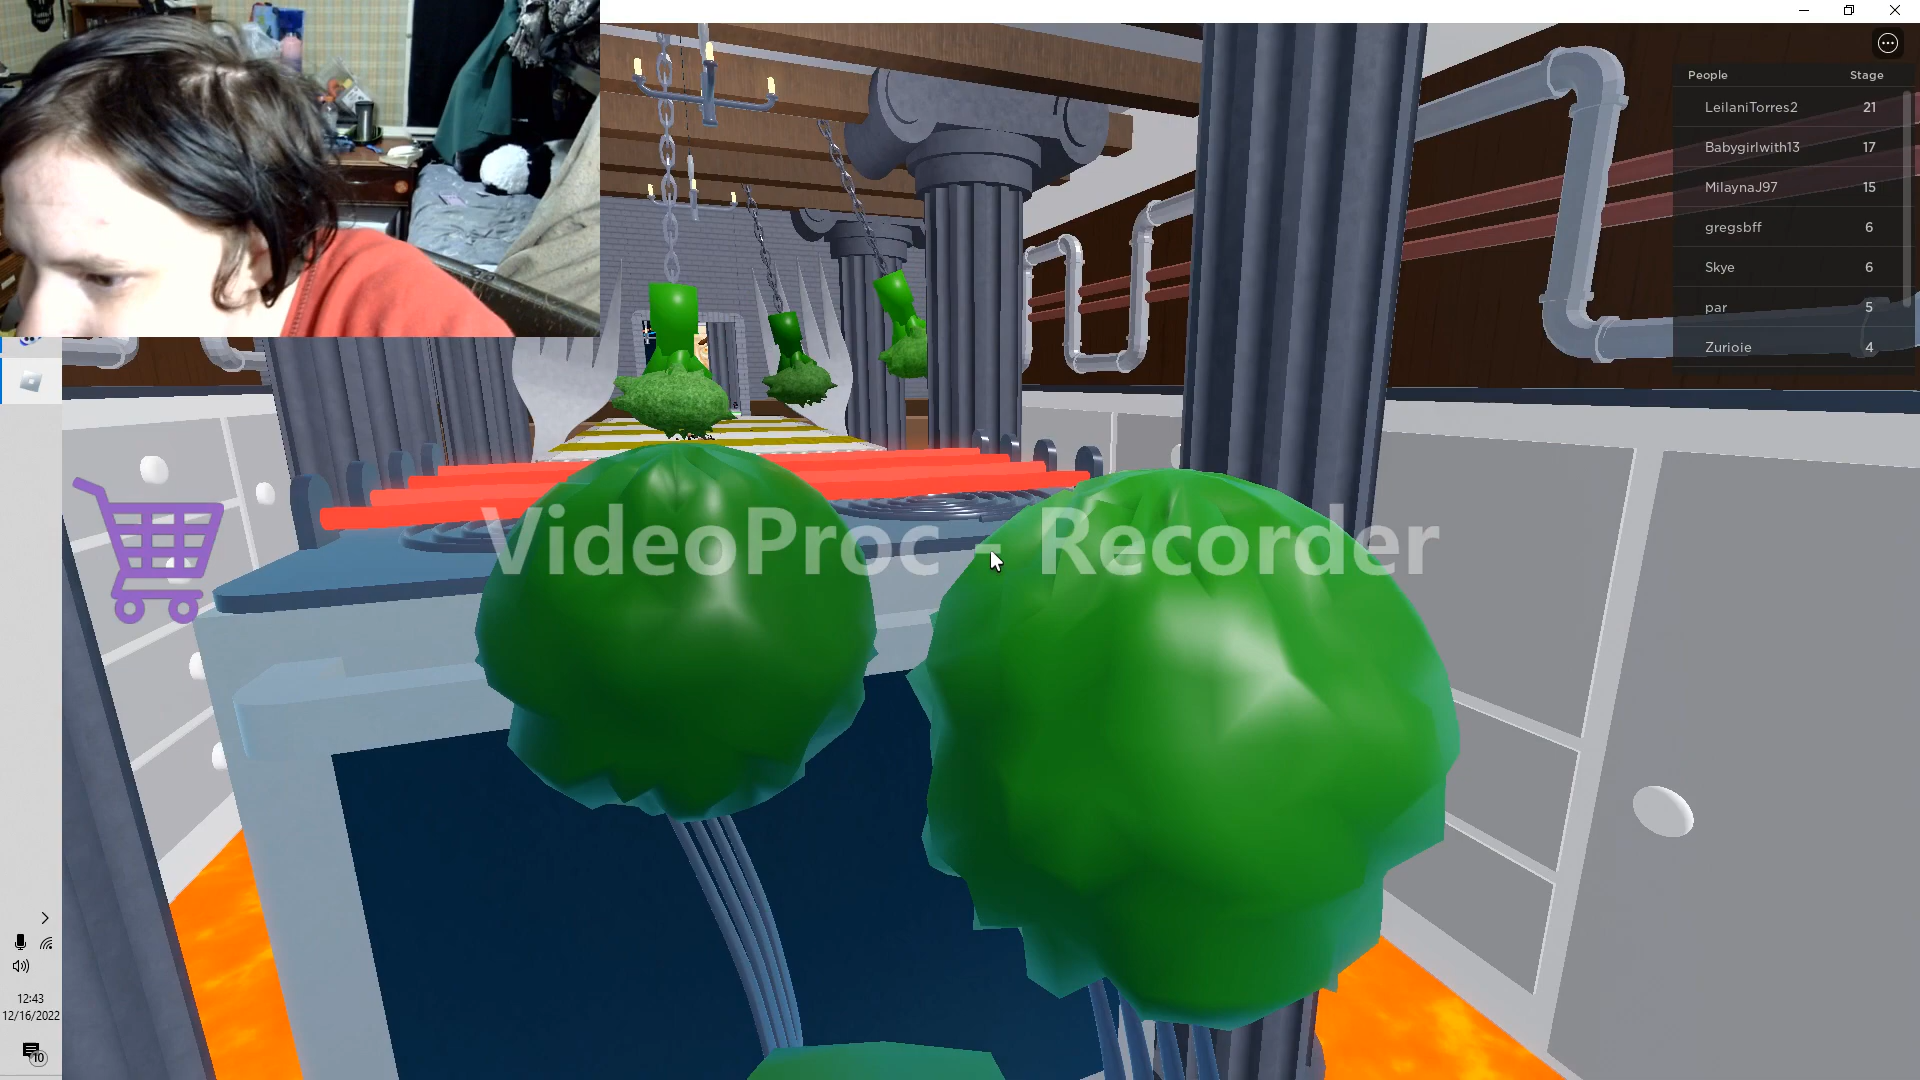 People Stage
LeilaniTorres2 21
Babygirlwith13 17
MilaynaJ97 15
gregsbff 6
Skye 6
par 5
Zurioie 4
VideoProc - Recorder
12:43
12/16/2022
10